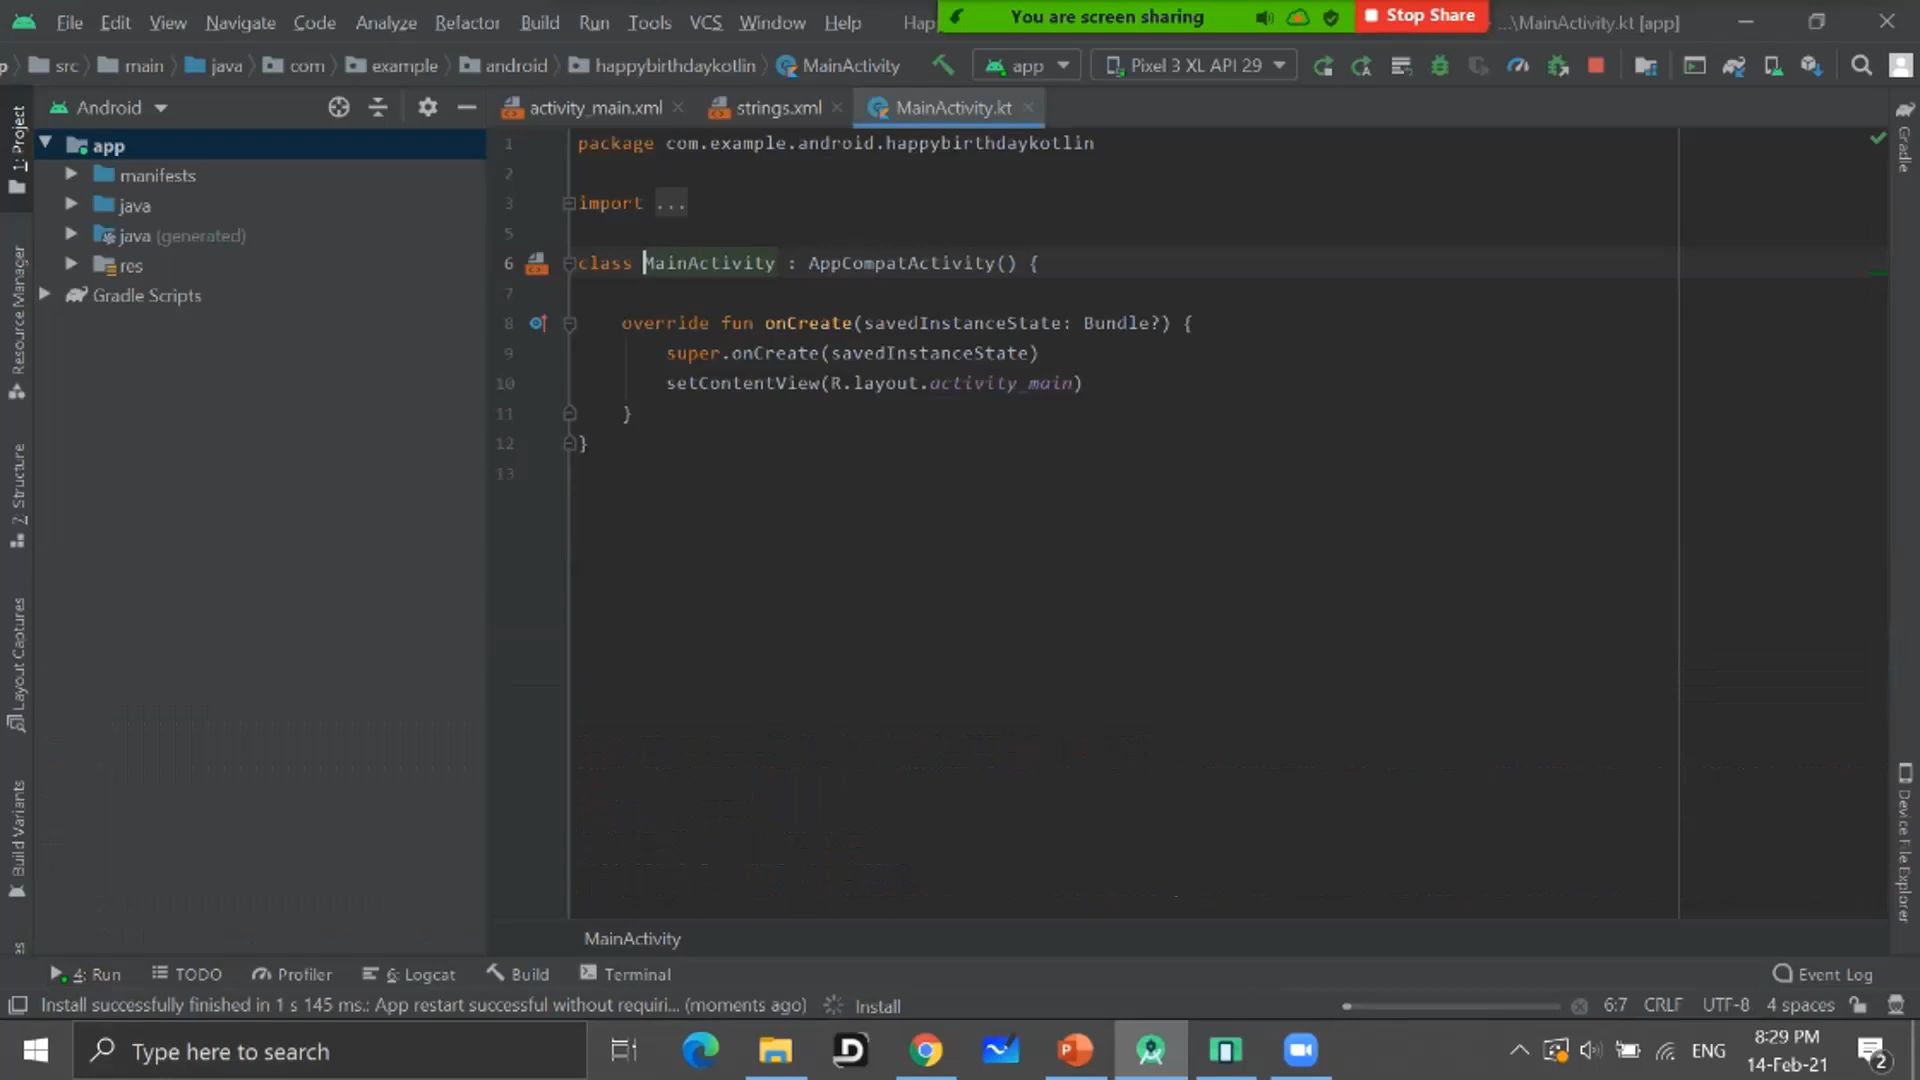 File Edit View Navigate Code Analyze Refactor Build Run Tools VCS Window Help Hap
You are screen sharing
Stop Share
...\MainActivity.kt [app]
p src main java com example android happybirthdaykotlin MainActivity
app
Pixel 3 XL API 29
Android
activity_main.xml
strings.xml
MainActivity.kt
app
manifests
java
java (generated)
res
Gradle Scripts
1: Project
Resource Manager
7: Structure
Layout Captures
Build Variants
es
1 package com.example.android.happybirthdaykotlin
2
3 import ...
5
6 class MainActivity : AppCompatActivity() {
7
8 override fun onCreate(savedInstanceState: Bundle?) {
9 super.onCreate(savedInstanceState)
10 setContentView(R.layout.activity_main)
11 }
12 }
13
Gradle
Device File Explorer
MainActivity
4: Run TODO Profiler 6: Logcat Build Terminal Event Log
Install successfully finished in 1 s 145 ms.: App restart successful without requiri... (moments ago) Install 6:7 CRLF UTF-8 4 spaces
Type here to search
ENG
8:29 PM
14-Feb-21
2